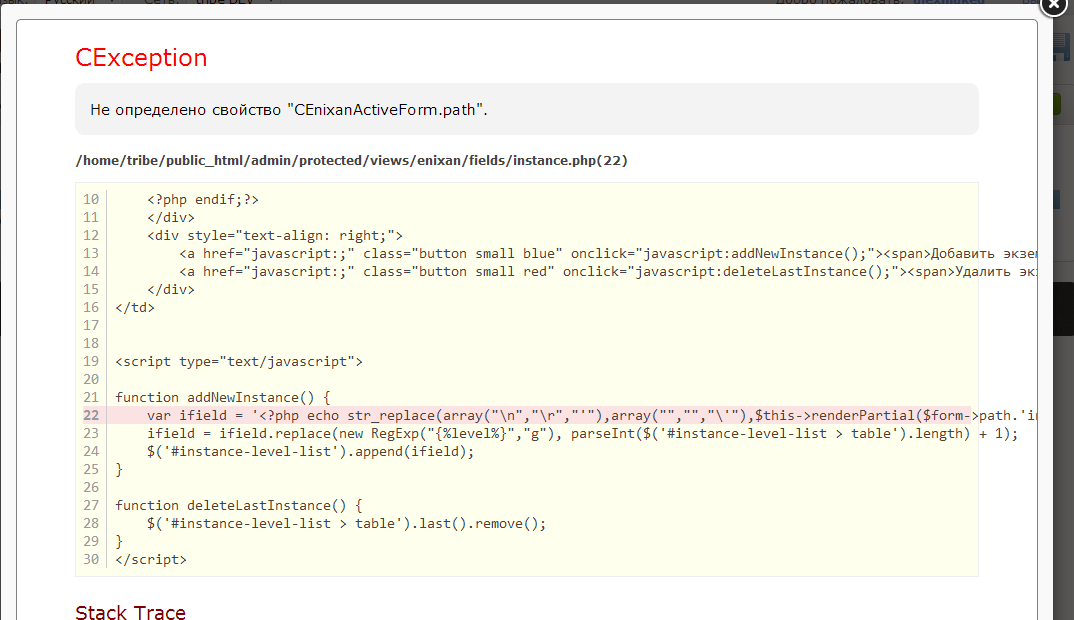 CException
Не определено свойство "CEnixanActiveForm.path".
/home/tribe/public_html/admin/protected/views/enixan/fields/instance.php(22)
10 <?php endif;?>
11 </div>
12 <div style="text-align: right;">
13 <a href="javascript:;" class="button small blue" onclick="javascript:addNewInstance();"><span>Добавить
14 <a href="javascript:;" class="button small red" onclick="javascript:deleteLastInstance();"><span>Удалить
15 </div>
16 </td>
17
18
19 <script type="text/javascript">
20
21 function addNewInstance() {
22 var ifield = '<?php echo str_replace(array("\n","\r","'"),array("","","\'"),$this->renderPartial($form->path.'
23 ifield = ifield.replace(new RegExp("{%level%}","g"), parseInt($('#instance-level-list > table').length) + 1);
24 $('#instance-level-list').append(ifield);
25 }
26
27 function deleteLastInstance() {
28 $('#instance-level-list > table').last().remove();
29 }
30 </script>
Stack Trace